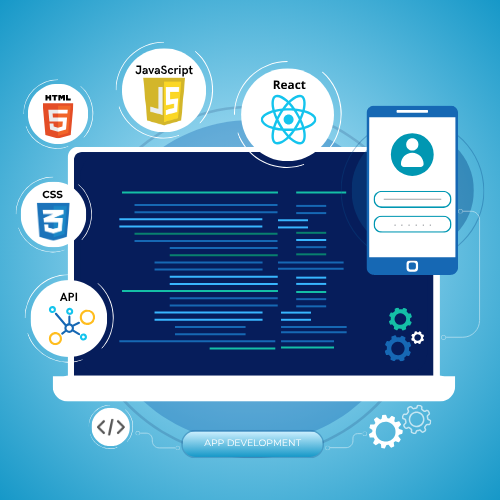 JavaScript
HTML
5
JS
React
CSS
3
API
</>
APP DEVELOPMENT